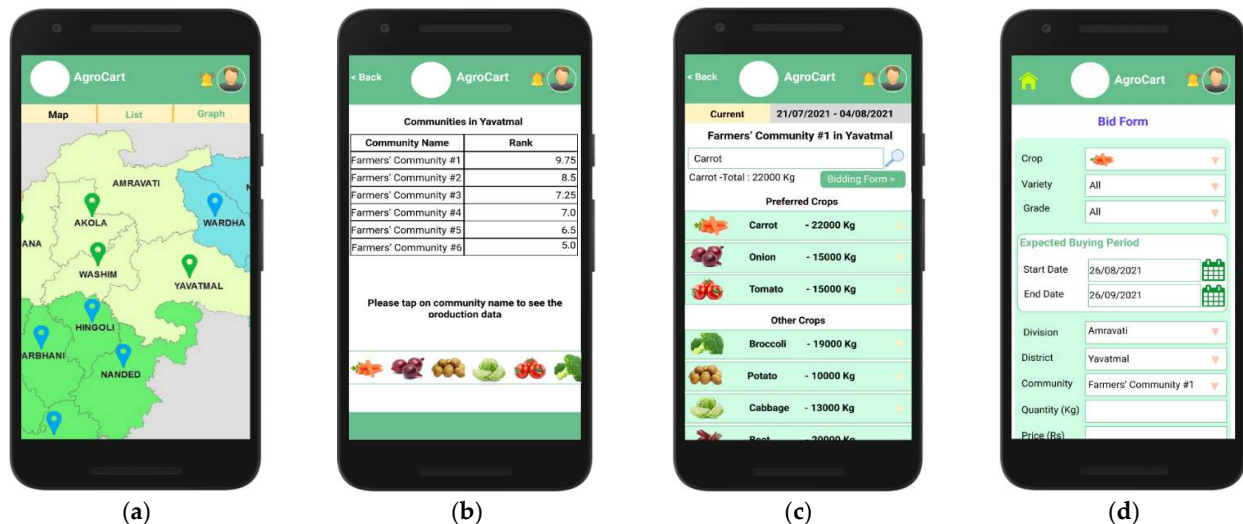 AgroCart
Map List Graph
AMRAVATI
AKOLA
WARDHA
ANA
WASHIM
YAVATMAL
HINGOLI
ARBHANI
NANDED
(a)
< Back AgroCart
Communities in Yavatmal
Community Name Rank
Farmers' Community #1 9.75
Farmers' Community #2 8.5
Farmers' Community #3 7.25
Farmers' Community #4 7.0
Farmers' Community #5 6.5
Farmers' Community #6 5.0
Please tap on community name to see the
production data
(b)
< Back AgroCart
Current 21/07/2021 - 04/08/2021
Farmers' Community #1 in Yavatmal
Carrot
Carrot -Total : 22000 Kg Bidding Form >
Preferred Crops
Carrot - 22000 Kg
Onion - 15000 Kg
Tomato - 15000 Kg
Other Crops
Broccoli - 19000 Kg
Potato - 10000 Kg
Cabbage - 13000 Kg
Beet - 20000 Kg
(c)
AgroCart
Bid Form
Crop
Variety All
Grade All
Expected Buying Period
Start Date 26/08/2021
End Date 26/09/2021
Division Amravati
District Yavatmal
Community Farmers' Community #1
Quantity (Kg)
Price (Rs)
(d)